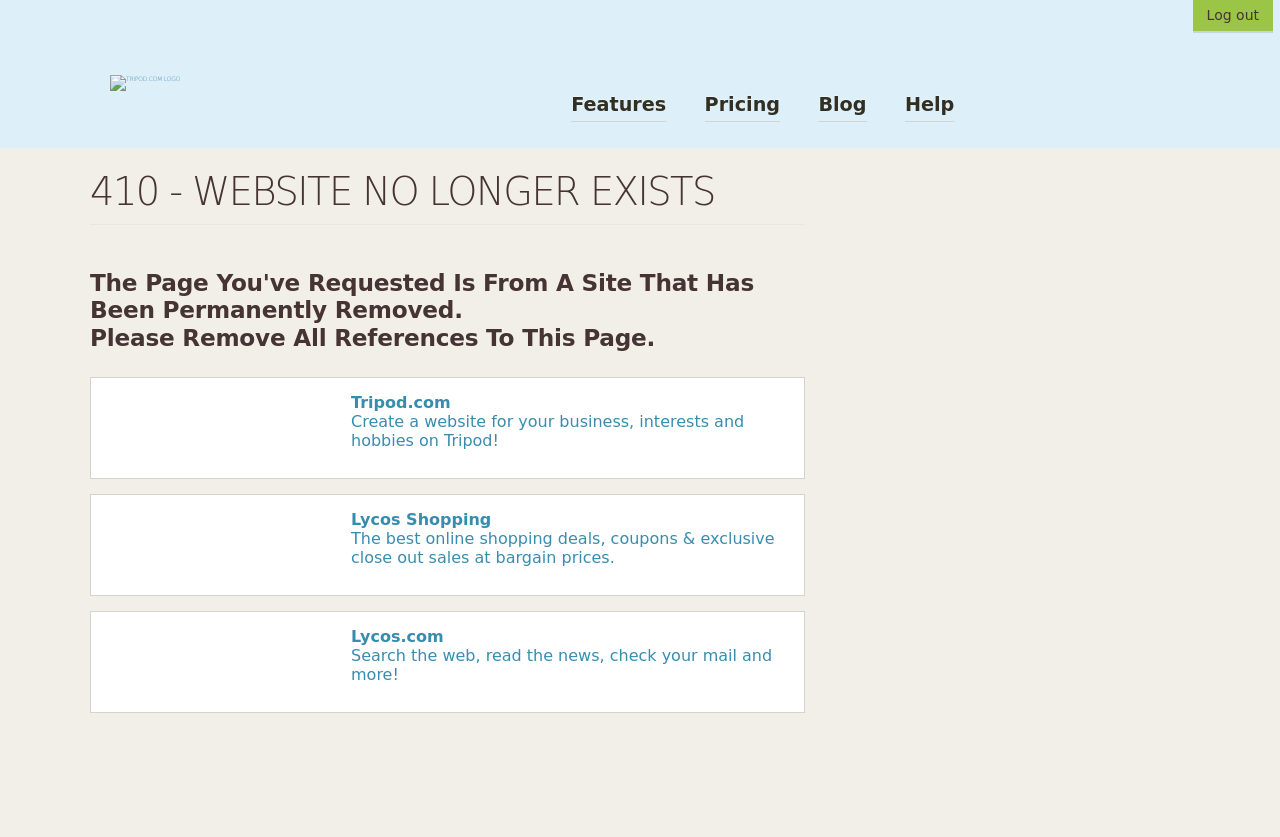 Log out
TRIPOD.COM LOGO
Features Pricing Blog Help
410 - WEBSITE NO LONGER EXISTS
The Page You've Requested Is From A Site That Has
Been Permanently Removed.
Please Remove All References To This Page.
Tripod.com
Create a website for your business, interests and
hobbies on Tripod!
Lycos Shopping
The best online shopping deals, coupons & exclusive
close out sales at bargain prices.
Lycos.com
Search the web, read the news, check your mail and
more!